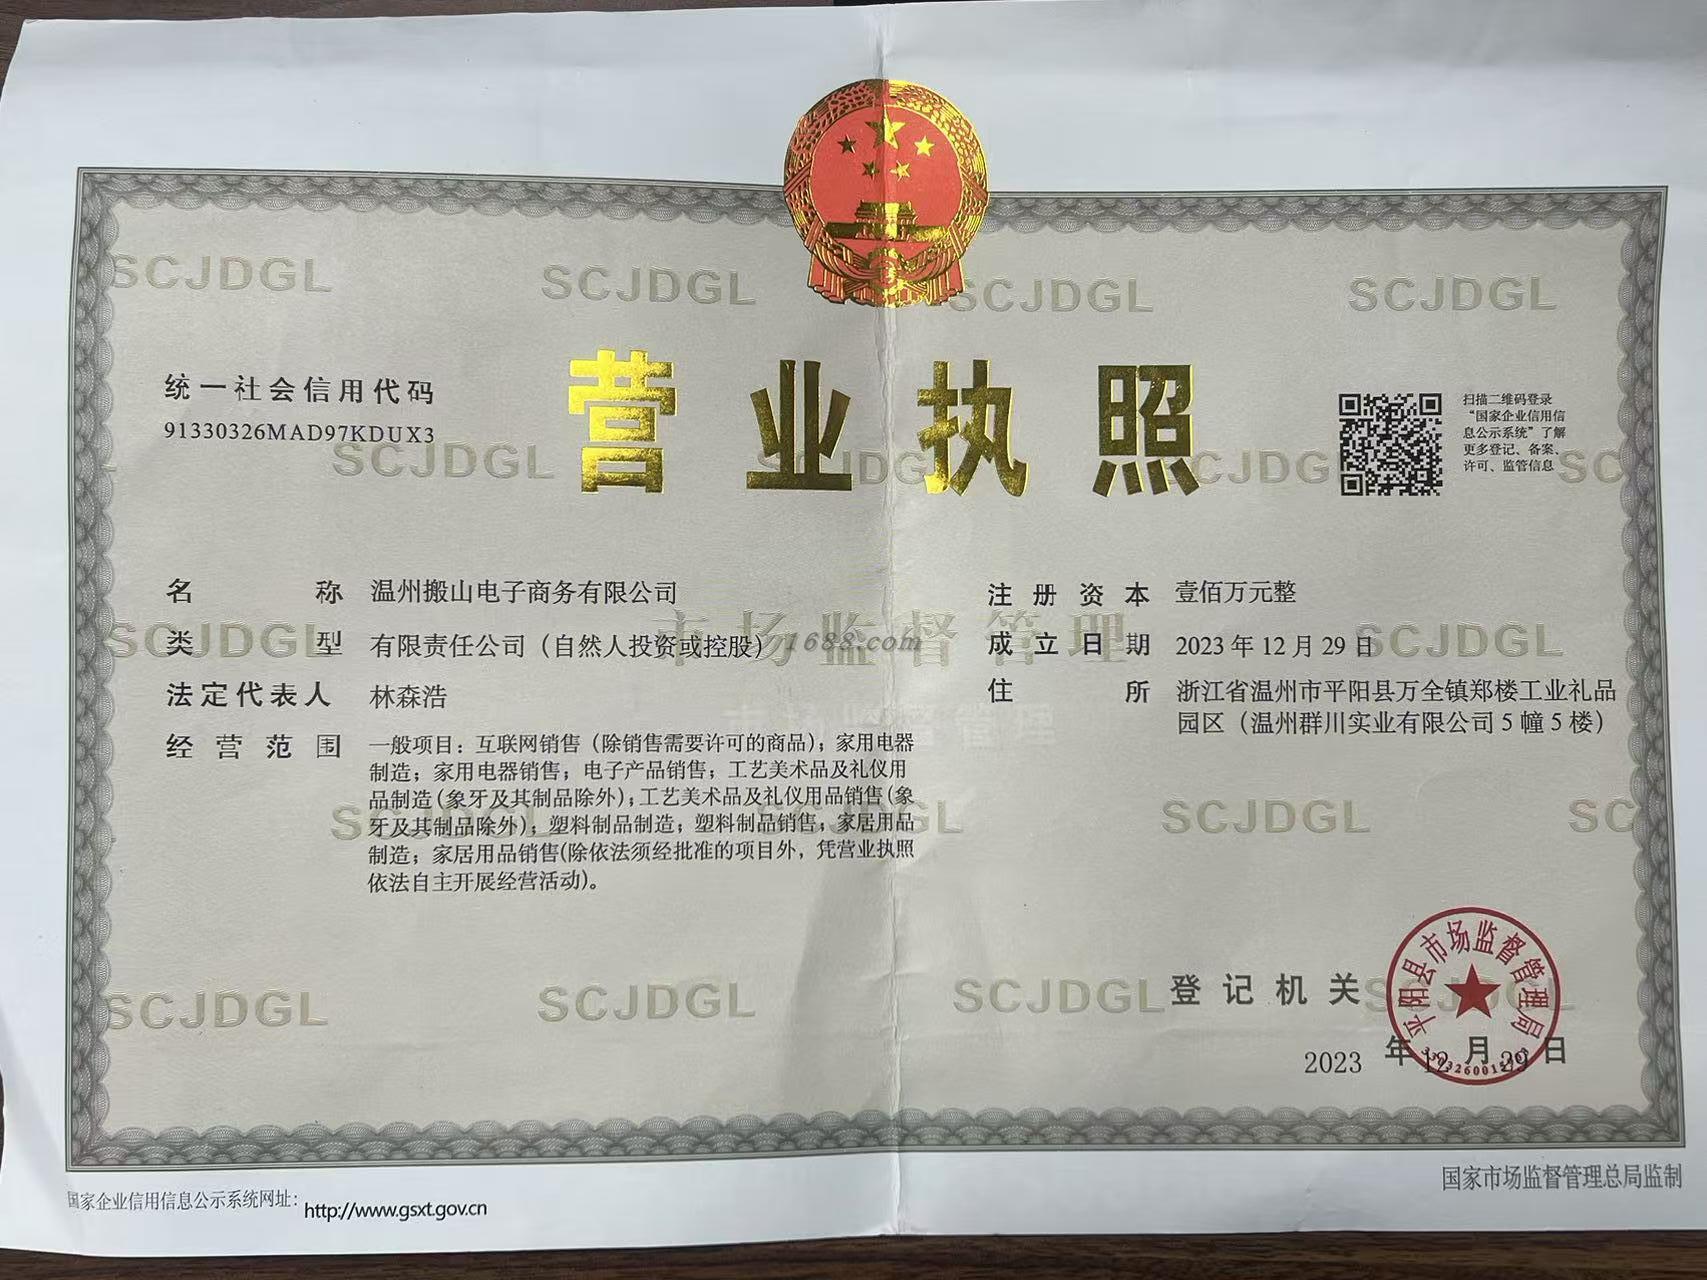 营业执照
统一社会信用代码
91330326MAD97KDUX3
扫描二维码登录
“国家企业信用信
息公示系统”了解
更多登记、备案、
许可、监管信息
名 称 温州搬山电子商务有限公司
类 型 有限责任公司（自然人投资或控股）
法定代表人 林森浩
经营范围 一般项目：互联网销售（除销售需要许可的商品）；家用电器
制造；家用电器销售；电子产品销售；工艺美术品及礼仪用
品制造（象牙及其制品除外）；工艺美术品及礼仪用品销售（象
牙及其制品除外）；塑料制品制造；塑料制品销售；家居用品
制造；家居用品销售(除依法须经批准的项目外，凭营业执照
依法自主开展经营活动)。
注册资本 壹佰万元整
成立日期 2023年12月29日
住 所 浙江省温州市平阳县万全镇郑楼工业礼品
园区（温州群川实业有限公司5幢5楼）
1688.com
市场监督管理
市场监督管理
SCJDGL SCJDGL SCJDGL SCJDGL
登记机关
平阳县市场监督管理局
2023 年 12 月 29 日
国家企业信用信息公示系统网址：http://www.gsxt.gov.cn
国家市场监督管理总局监制